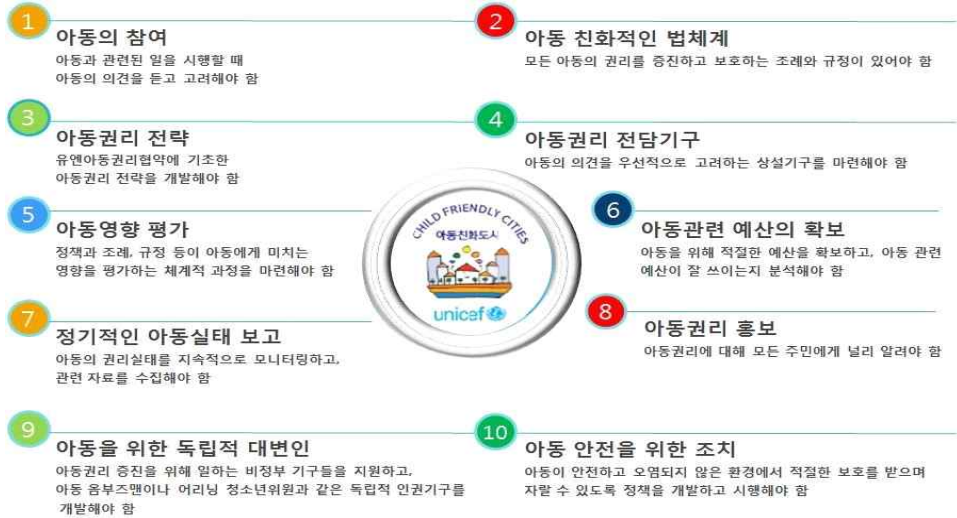 1
아동의 참여
아동과 관련된 일을 시행할 때
아동의 의견을 듣고 고려해야 함
2
아동 친화적인 법체계
모든 아동의 권리를 증진하고 보호하는 조례와 규정이 있어야 함
3
아동권리 전략
유엔아동권리협약에 기초한
아동권리 전략을 개발해야 함
4
아동권리 전담기구
아동의 의견을 우선적으로 고려하는 상설기구를 마련해야 함
5
아동영향 평가
정책과 조례, 규정 등이 아동에게 미치는
영향을 평가하는 체계적 과정을 마련해야 함
CHILD FRIENDLY CITIES
아동친화도시
unicef
6
아동관련 예산의 확보
아동을 위해 적절한 예산을 확보하고, 아동 관련
예산이 잘 쓰이는지 분석해야 함
7
정기적인 아동실태 보고
아동의 권리실태를 지속적으로 모니터링하고,
관련 자료를 수집해야 함
8
아동권리 홍보
아동권리에 대해 모든 주민에게 널리 알려야 함
9
아동을 위한 독립적 대변인
아동권리 증진을 위해 일하는 비정부 기구들을 지원하고,
아동 옴부즈맨이나 어리닝 청소년위원과 같은 독립적 인권기구를
개발해야 함
10
아동 안전을 위한 조치
아동이 안전하고 오염되지 않은 환경에서 적절한 보호를 받으며
자랄 수 있도록 정책을 개발하고 시행해야 함